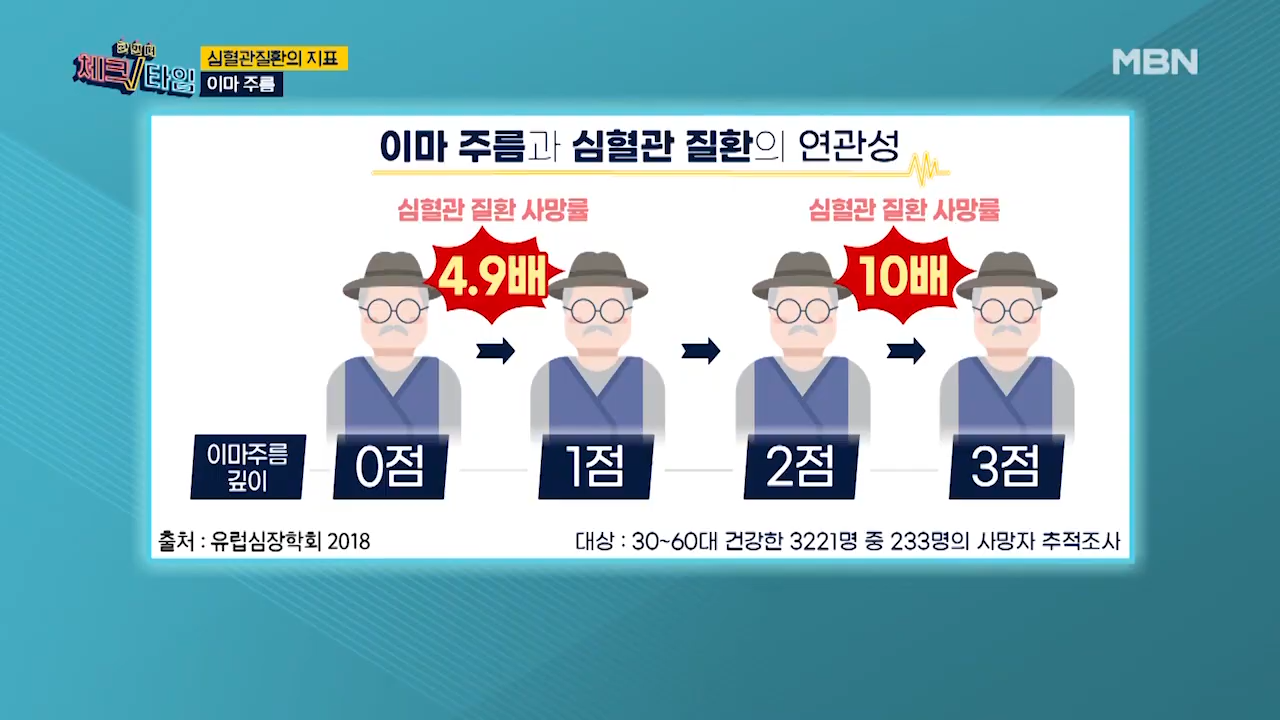 한번더
체크타임
심혈관질환의 지표
이마 주름
MBN
이마 주름과 심혈관 질환의 연관성
심혈관 질환 사망률
4.9배
심혈관 질환 사망률
10배
이마주름
깊이
0점
1점
2점
3점
출처 : 유럽심장학회 2018
대상 : 30~60대 건강한 3221명 중 233명의 사망자 추적조사